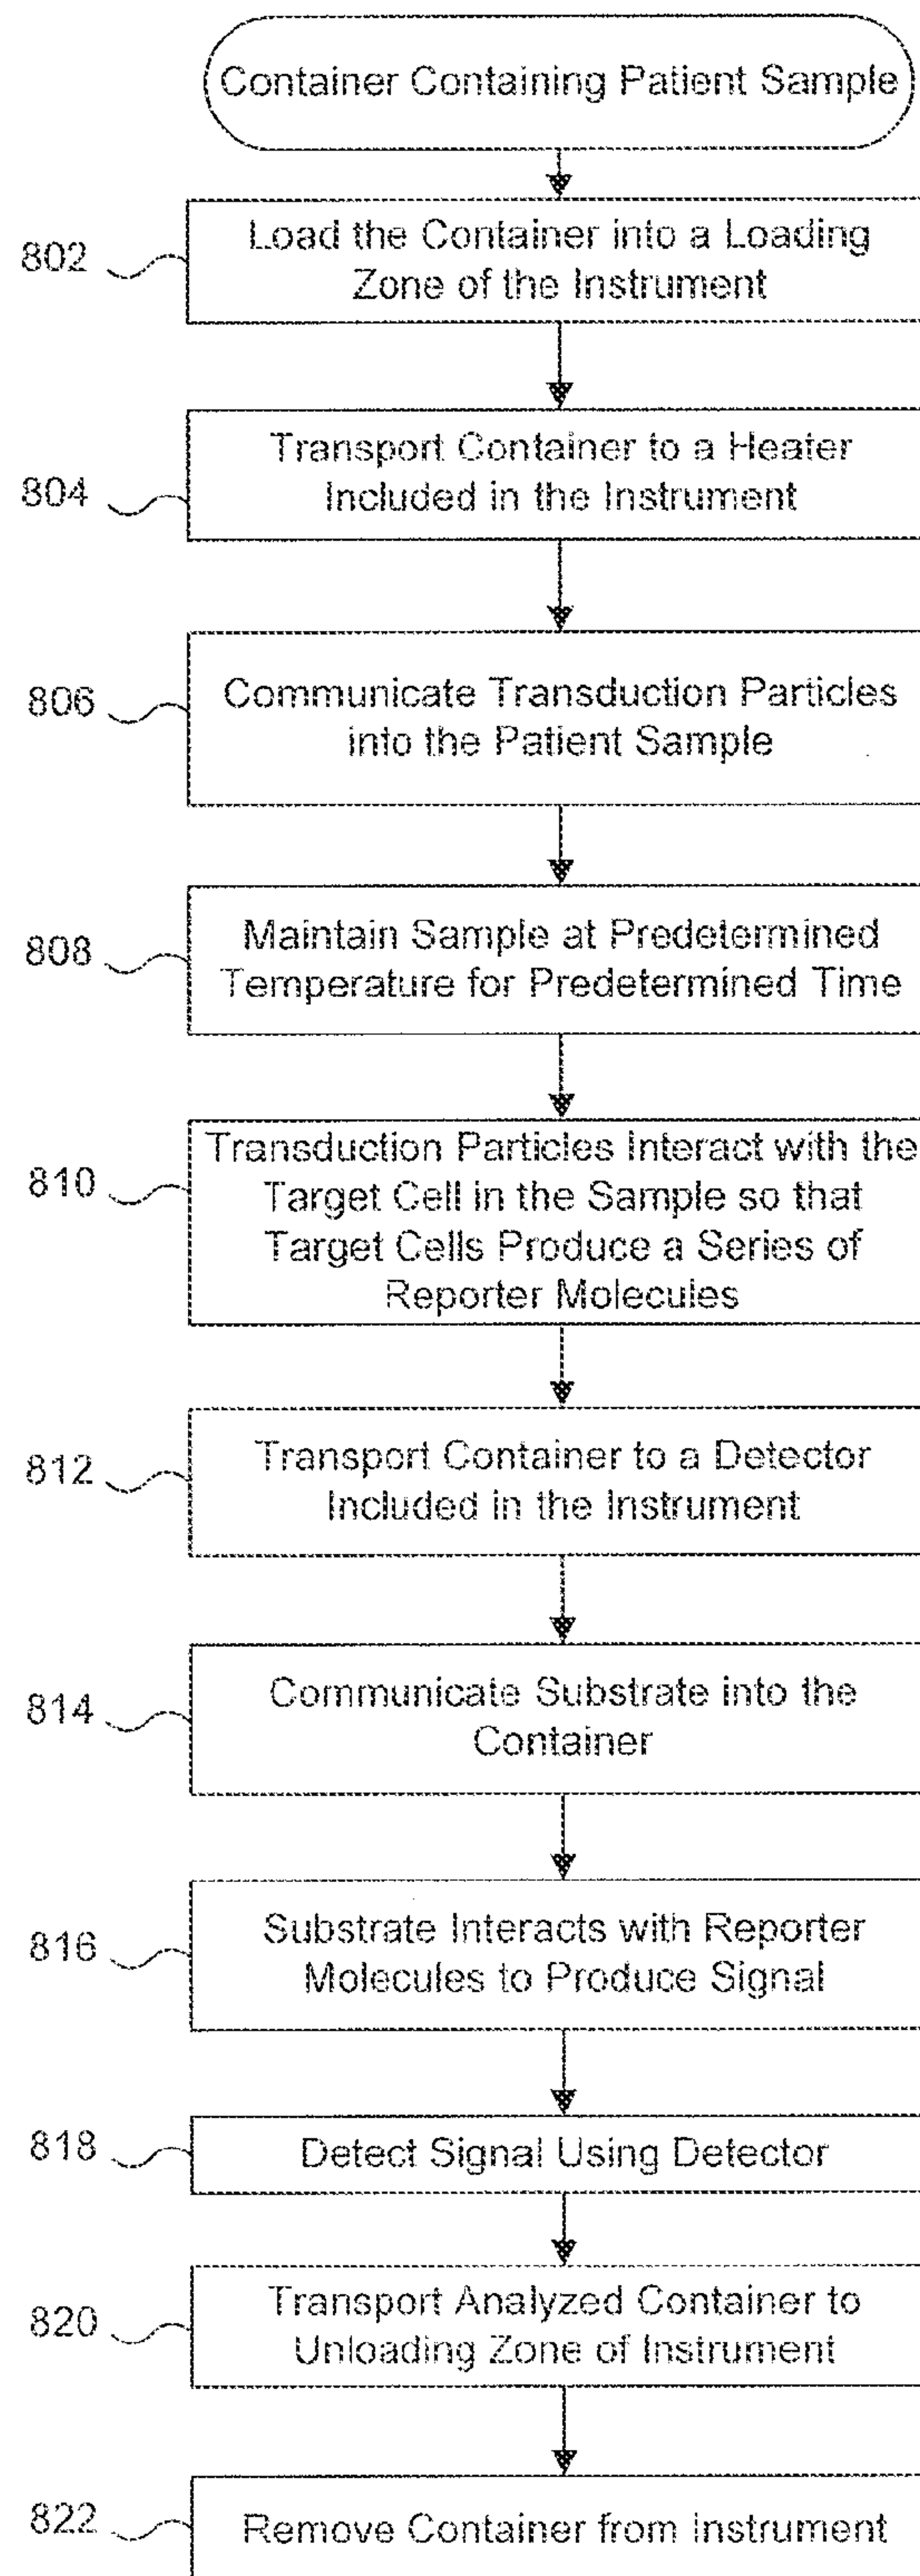 Container Containing Patient Sample
802
Load the Container into a Loading
Zone of the Instrument
804
Transport Container to a Heater
Included in the Instrument
806
Communicate Transduction Particles
into the Patient Sample
808
Maintain Sample at Predetermined
Temperature for Predetermined Time
810
Transduction Particles Interact with the
Target Cell in the Sample so that
Target Cells Produce a Series of
Reporter Molecules
812
Transport Container to a Detector
Included in the Instrument
814
Communicate Substrate into the
Container
816
Substrate Interacts with Reporter
Molecules to Produce Signal
818
Detect Signal Using Detector
820
Transport Analyzed Container to
Unloading Zone of Instrument
822
Remove Container from Instrument